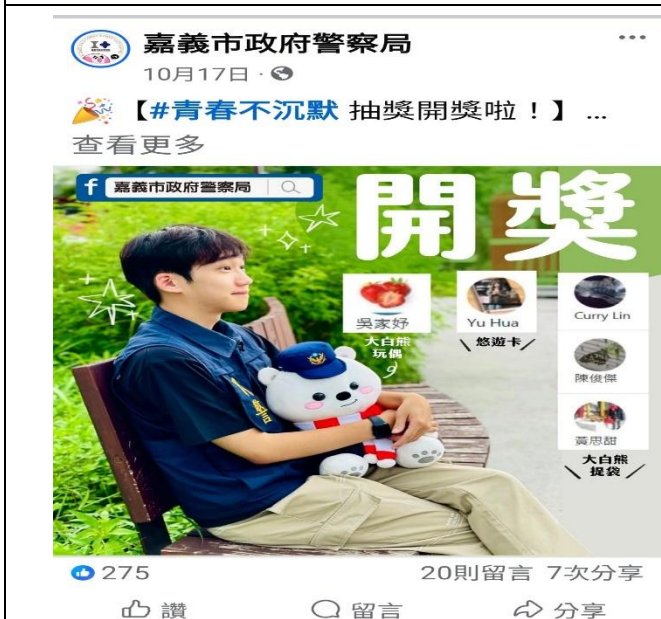 嘉義市政府警察局
10月17日
🎉【#青春不沉默 抽獎開獎啦！】 ...
查看更多
f 嘉義市政府警察局
開獎
吳家妤
大白熊
玩偶
Yu Hua
悠遊卡
Curry Lin
陳俊傑
黃思甜
大白熊
提袋
275
20則留言 7次分享
讚 留言 分享